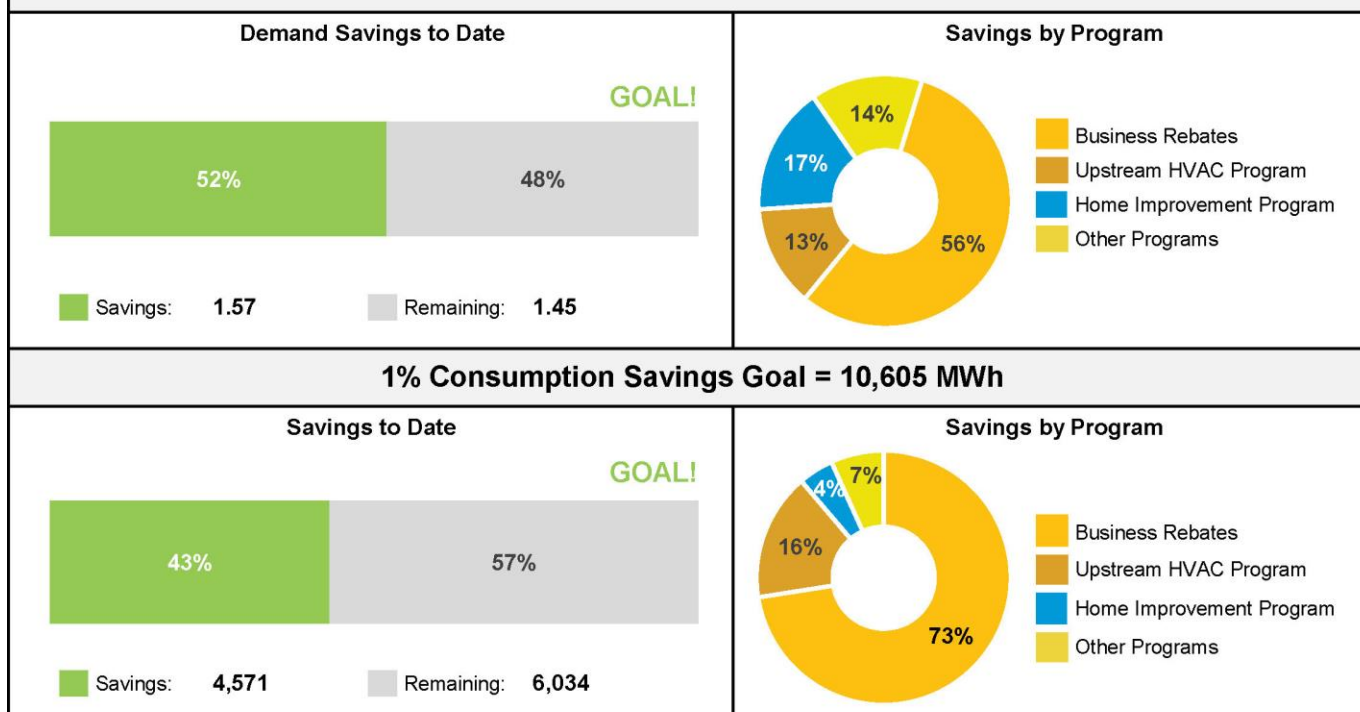 Demand Savings to Date
GOAL!
52%
48%
Savings: 1.57
Remaining: 1.45
Savings by Program
14%
17%
13%
56%
Business Rebates
Upstream HVAC Program
Home Improvement Program
Other Programs
1% Consumption Savings Goal = 10,605 MWh
Savings to Date
GOAL!
43%
57%
Savings: 4,571
Remaining: 6,034
Savings by Program
7%
4%
16%
73%
Business Rebates
Upstream HVAC Program
Home Improvement Program
Other Programs